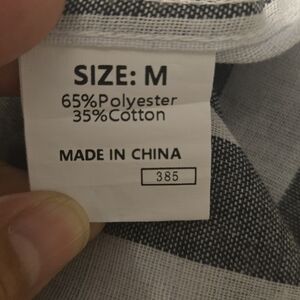 SIZE: M
65%Polyester
35%Cotton
MADE IN CHINA
385